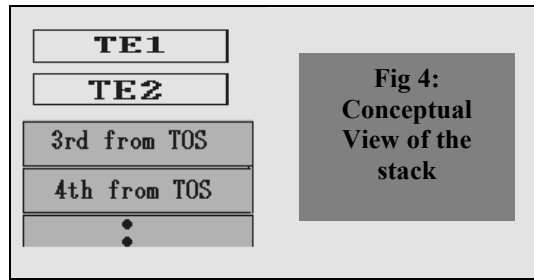 TE1
TE2
3rd from TOS
4th from TOS
Fig 4:
Conceptual
View of the
stack